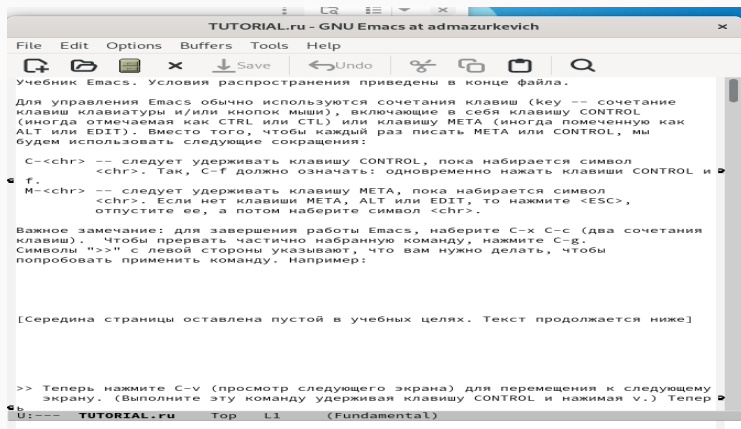 TUTORIAL.ru - GNU Emacs at admazurkevich
File Edit Options Buffers Tools Help
Save Undo
Учебник Emacs. Условия распространения приведены в конце файла.
Для управления Emacs обычно используются сочетания клавиш (key -- сочетание
клавиш клавиатуры и/или кнопок мыши), включающие в себя клавишу CONTROL
(иногда отмечаемая как CTRL или CTL) или клавишу META (иногда помеченную как
ALT или EDIT). Вместо того, чтобы каждый раз писать META или CONTROL, мы
будем использовать следующие сокращения:
C-<chr> -- следует удерживать клавишу CONTROL, пока набирается символ
<chr>. Так, C-f должно означать: одновременно нажать клавиши CONTROL и
f.
M-<chr> -- следует удерживать клавишу META, пока набирается символ
<chr>. Если нет клавиши META, ALT или EDIT, то нажмите <ESC>,
отпустите ее, а потом наберите символ <chr>.
Важное замечание: для завершения работы Emacs, наберите C-x C-c (два сочетания
клавиш). Чтобы прервать частично набранную команду, нажмите C-g.
Символы ">>" с левой стороны указывают, что вам нужно делать, чтобы
попробовать применить команду. Например:
[Середина страницы оставлена пустой в учебных целях. Текст продолжается ниже]
>> Теперь нажмите C-v (просмотр следующего экрана) для перемещения к следующему
экрану. (Выполните эту команду удерживая клавишу CONTROL и нажимая v.) Тепер
ь
U:--- TUTORIAL.ru Top L1 (Fundamental)